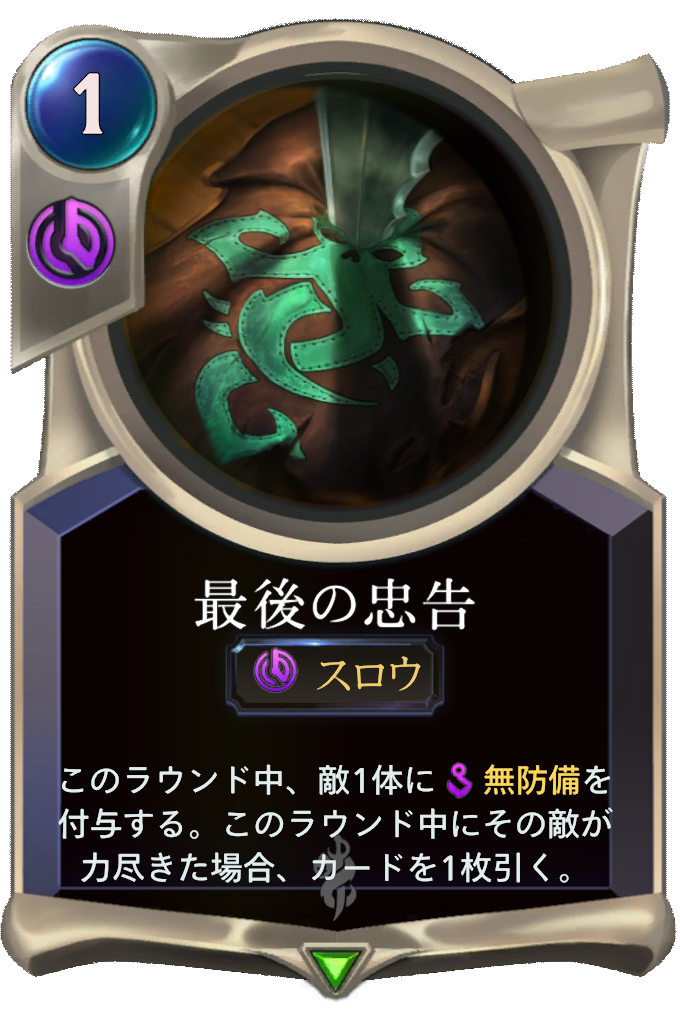 1
最後の忠告
スロウ
このラウンド中、敵1体に 無防備を
付与する。このラウンド中にその敵が
力尽きた場合、カードを1枚引く。